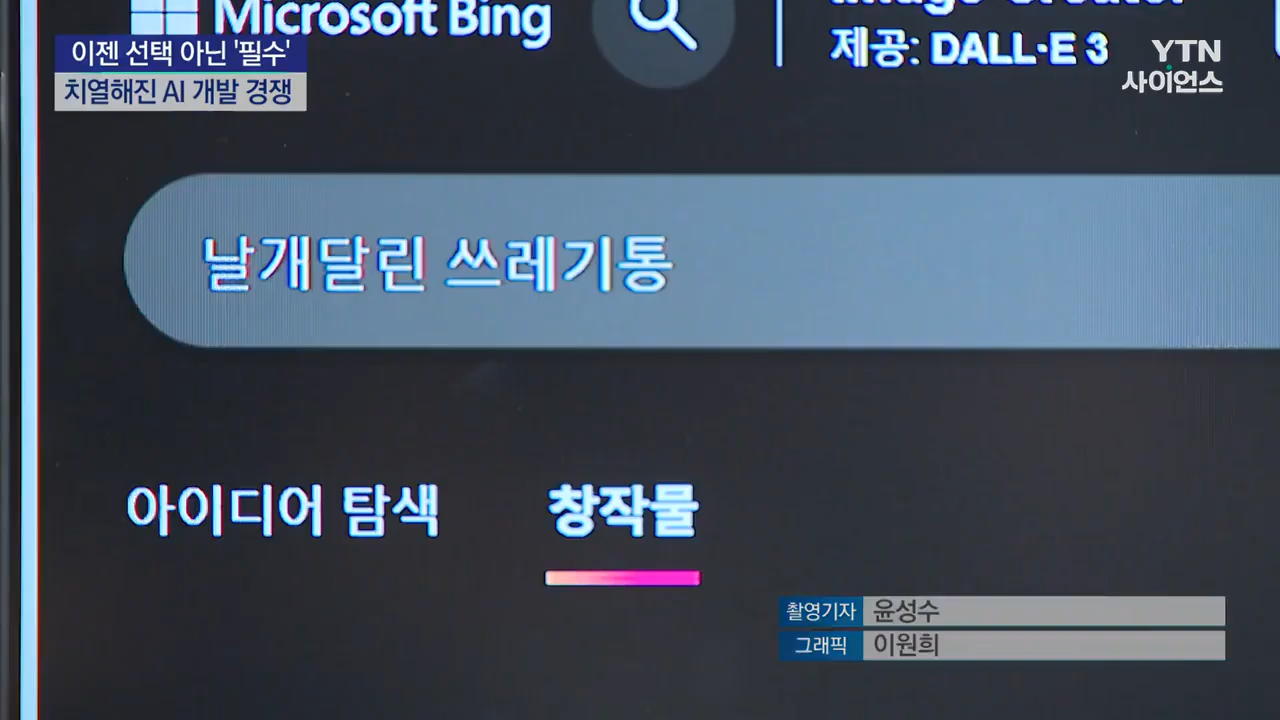 Microsoft Bing
Image Creator
제공: DALL·E 3
이젠 선택 아닌 '필수'
치열해진 AI 개발 경쟁
YTN
사이언스
날개달린 쓰레기통
아이디어 탐색
창작물
촬영기자 윤성수
그래픽 이원희